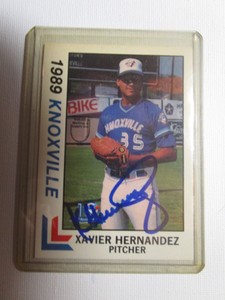 1989 KNOXVILLE
BIKE
KNOXVILLE
35
XAVIER HERNANDEZ
PITCHER